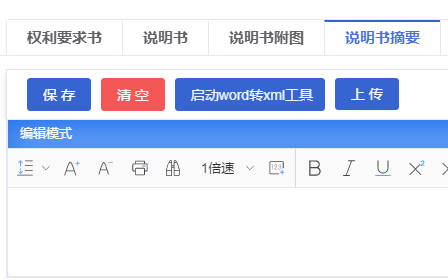 权利要求书 说明书 说明书附图 说明书摘要
保 存 清 空 启动word转xml工具 上 传
编辑模式
A+ A- 1倍速 123 B I U X²